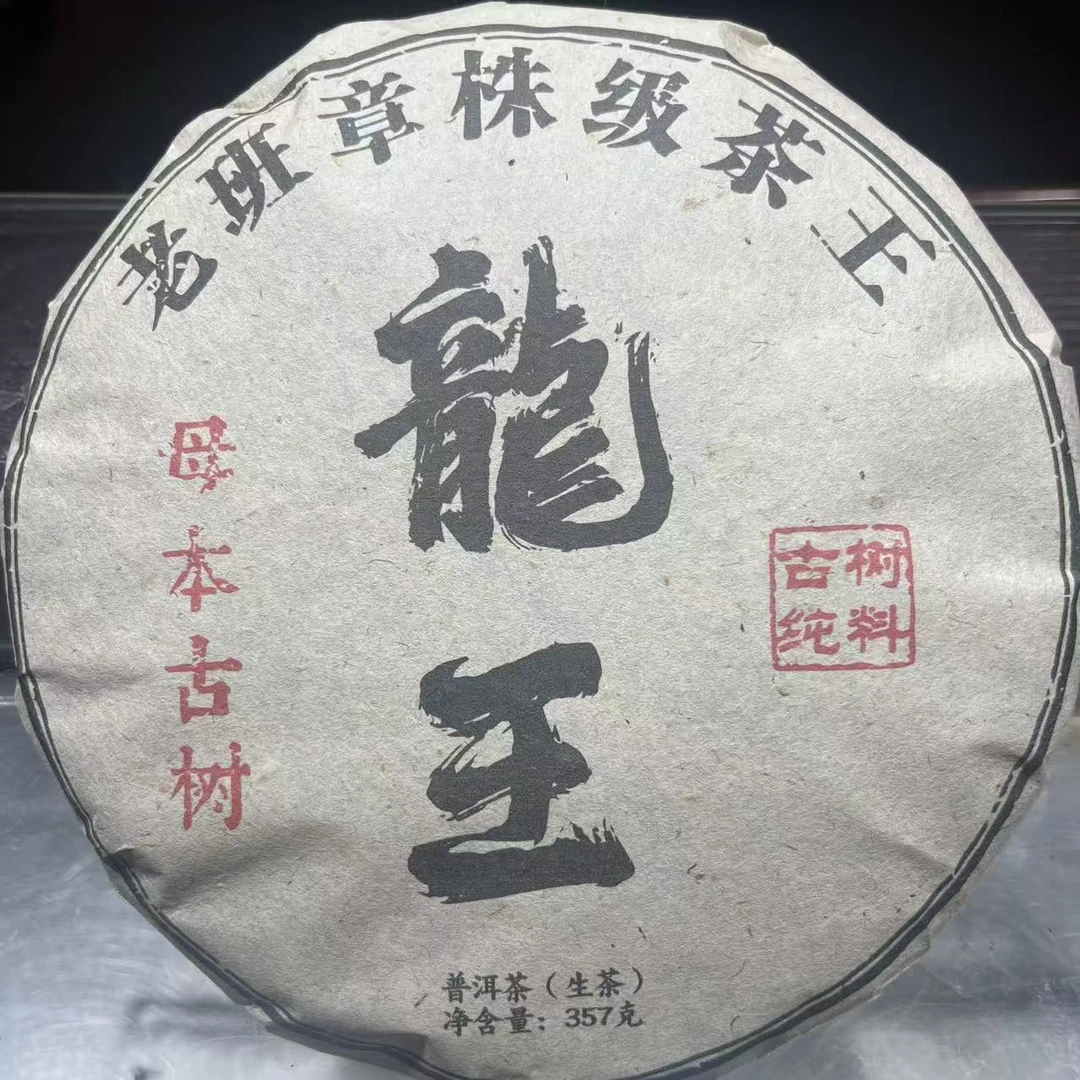 老班章株级茶王
龍王
母本古树
古树
纯料
普洱茶（生茶）
净含量：357克